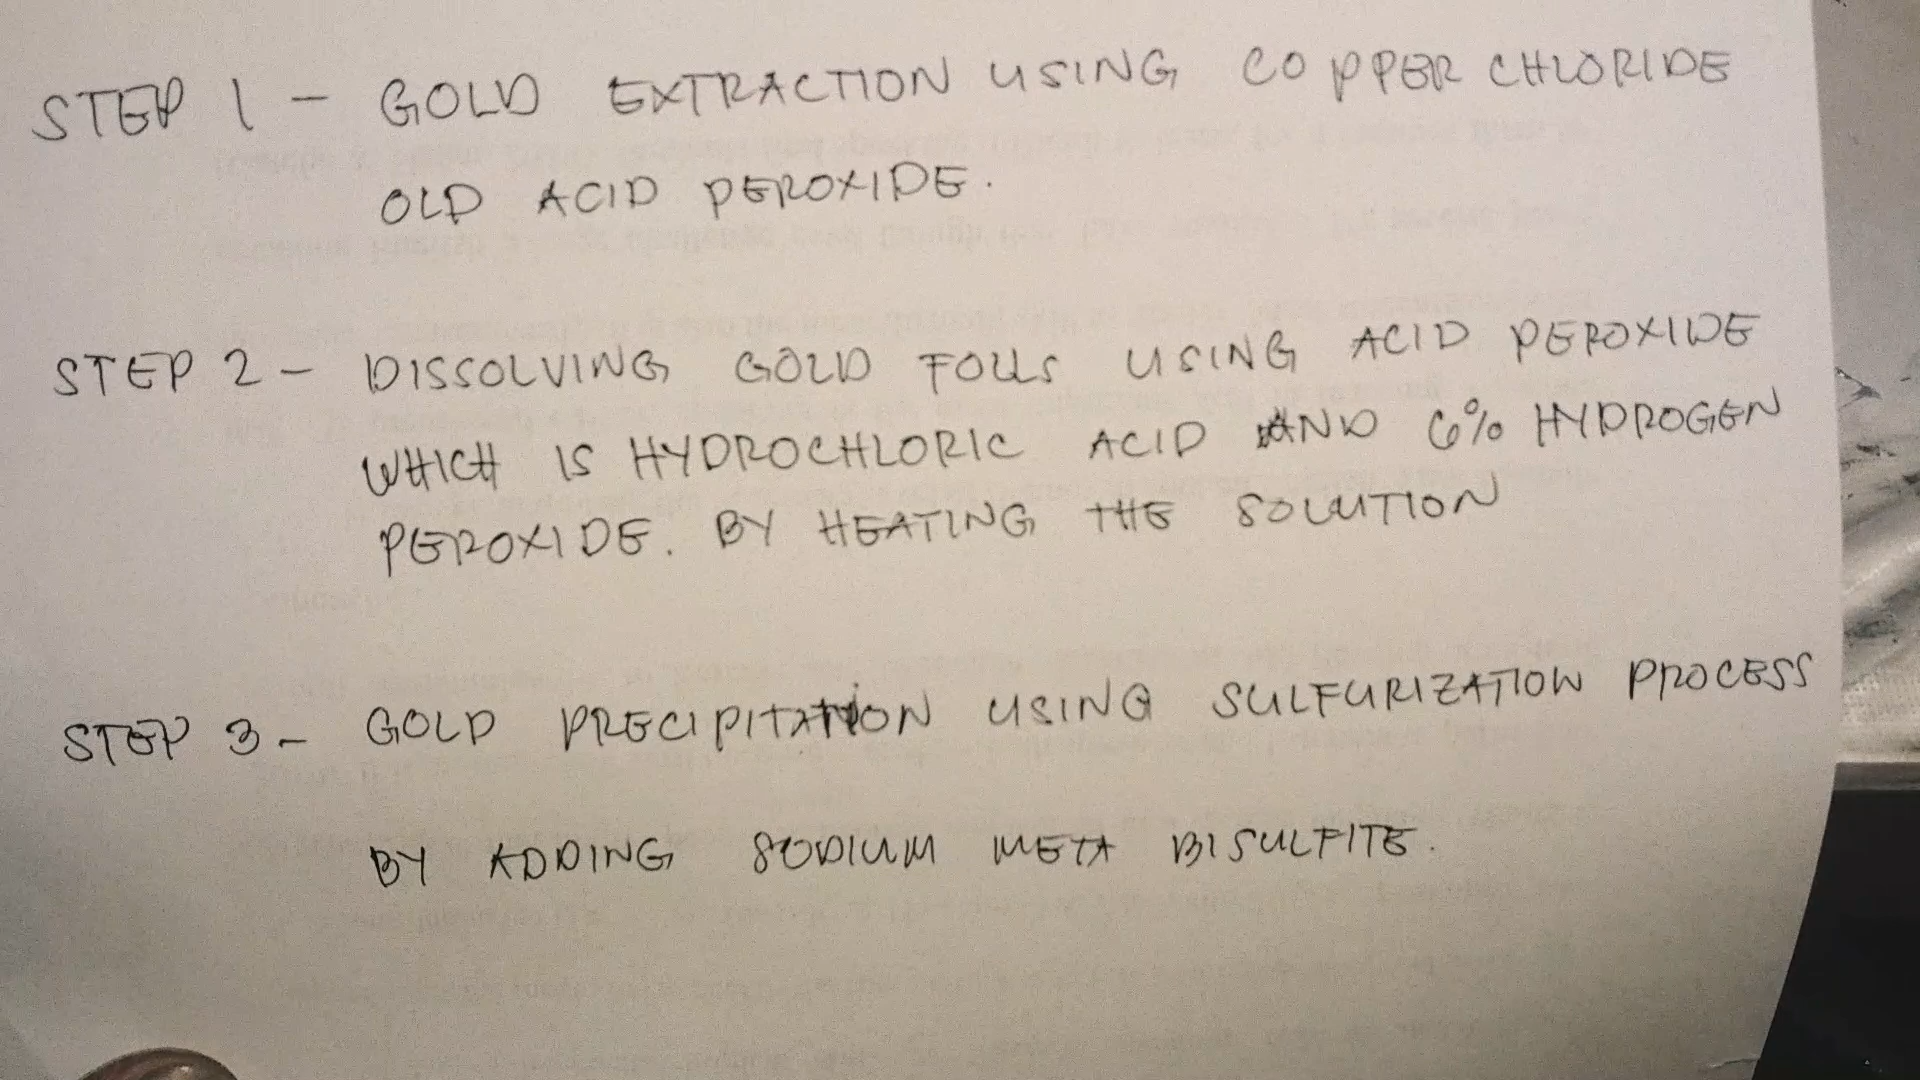 STEP 1 - GOLD EXTRACTION USING COPPER CHLORIDE
OLD ACID PEROXIDE.
STEP 2 - DISSOLVING GOLD FOILS USING ACID PEROXIDE
WHICH IS HYDROCHLORIC ACID AND 6% HYDROGEN
PEROXIDE. BY HEATING THE SOLUTION
STEP 3 - GOLD PRECIPITATION USING SULFURIZATION PROCESS
BY ADDING SODIUM META BISULFITE.